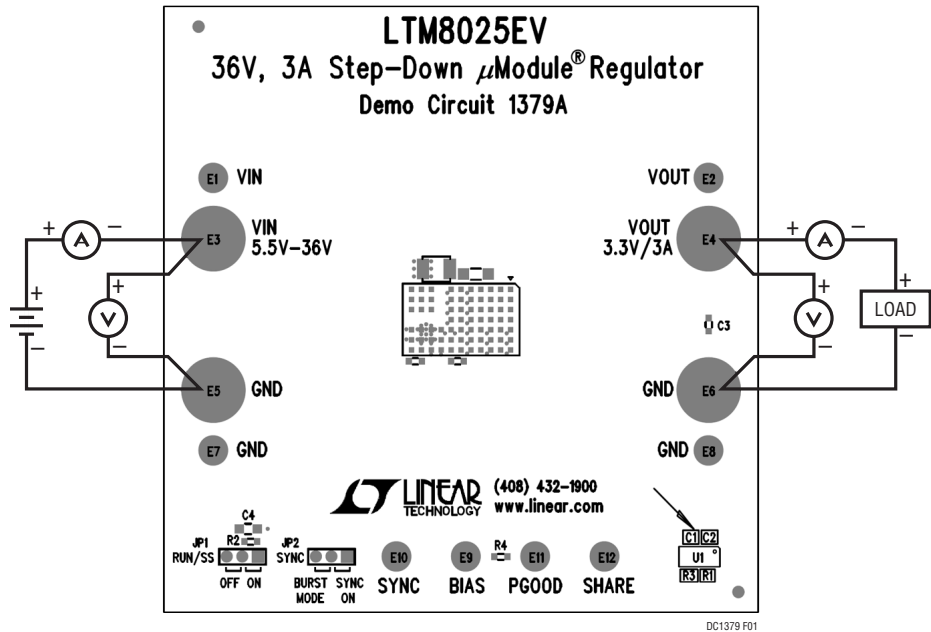 LTM8025EV
36V, 3A Step-Down μModule® Regulator
Demo Circuit 1379A
E1 VIN
VOUT E2
+ A −
E3
VIN
5.5V-36V
VOUT
3.3V/3A
E4
+ A −
+
−
+
V
−
+
V
−
+
LOAD
−
C3
E5 GND
GND E6
E7 GND
GND E8
LT LINEAR
TECHNOLOGY
(408) 432-1900
www.linear.com
C4
R2
JP1
RUN/SS
OFF ON
JP2
SYNC
BURST
MODE
SYNC
ON
E10
SYNC
E9
BIAS
R4
E11
PGOOD
E12
SHARE
C1 C2
U1
R3 R1
DC1379 F01